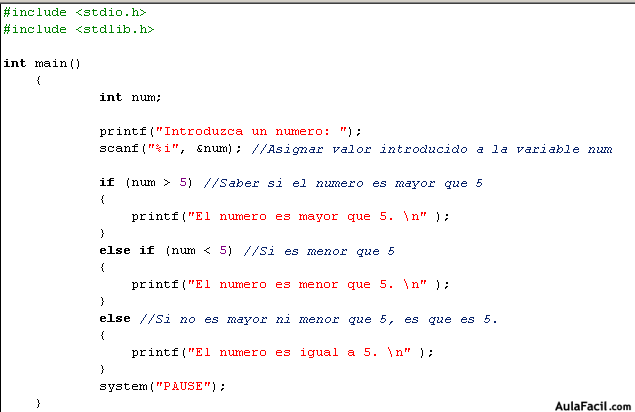 #include <stdio.h>
#include <stdlib.h>
int main()
{
int num;
printf("Introduzca un numero: ");
scanf("%i", &num); //Asignar valor introducido a la variable num
if (num > 5) //Saber si el numero es mayor que 5
{
printf("El numero es mayor que 5. \n" );
}
else if (num < 5) //Si es menor que 5
{
printf("El numero es menor que 5. \n" );
}
else //Si no es mayor ni menor que 5, es que es 5.
{
printf("El numero es igual a 5. \n" );
}
system("PAUSE");
}
AulaFacil.com